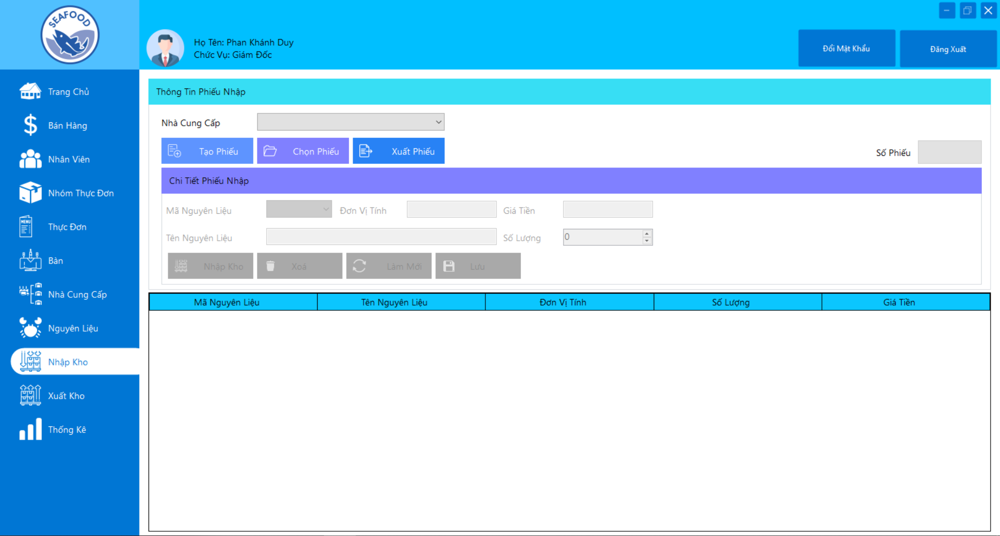 SEAFOOD
Họ Tên: Phan Khánh Duy
Chức Vụ: Giám Đốc
Đổi Mật Khẩu
Đăng Xuất
Trang Chủ
Bán Hàng
Nhân Viên
Nhóm Thực Đơn
MENU
Thực Đơn
Bàn
Nhà Cung Cấp
Nguyên Liệu
Nhập Kho
Xuất Kho
Thống Kê
Thông Tin Phiếu Nhập
Nhà Cung Cấp
Tạo Phiếu
Chọn Phiếu
Xuất Phiếu
Số Phiếu
Chi Tiết Phiếu Nhập
Mã Nguyên Liệu
Đơn Vị Tính
Giá Tiền
Tên Nguyên Liệu
Số Lượng
0
Nhập Kho
Xoá
Làm Mới
Lưu
Mã Nguyên Liệu
Tên Nguyên Liệu
Đơn Vị Tính
Số Lượng
Giá Tiền